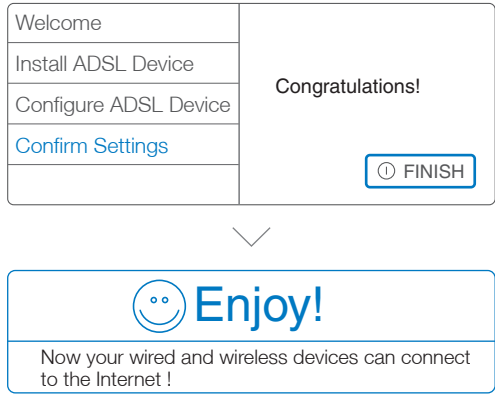 Welcome
Install ADSL Device
Configure ADSL Device
Confirm Settings
Congratulations!
FINISH
Enjoy!
Now your wired and wireless devices can connect
to the Internet !